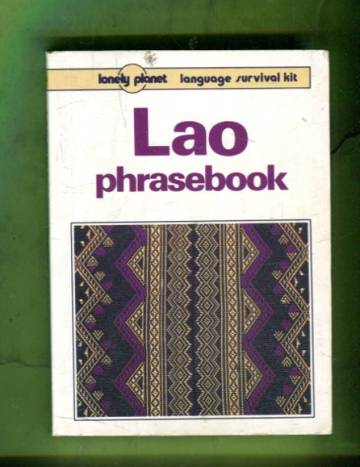 lonely planet language survival kit
Lao
phrasebook